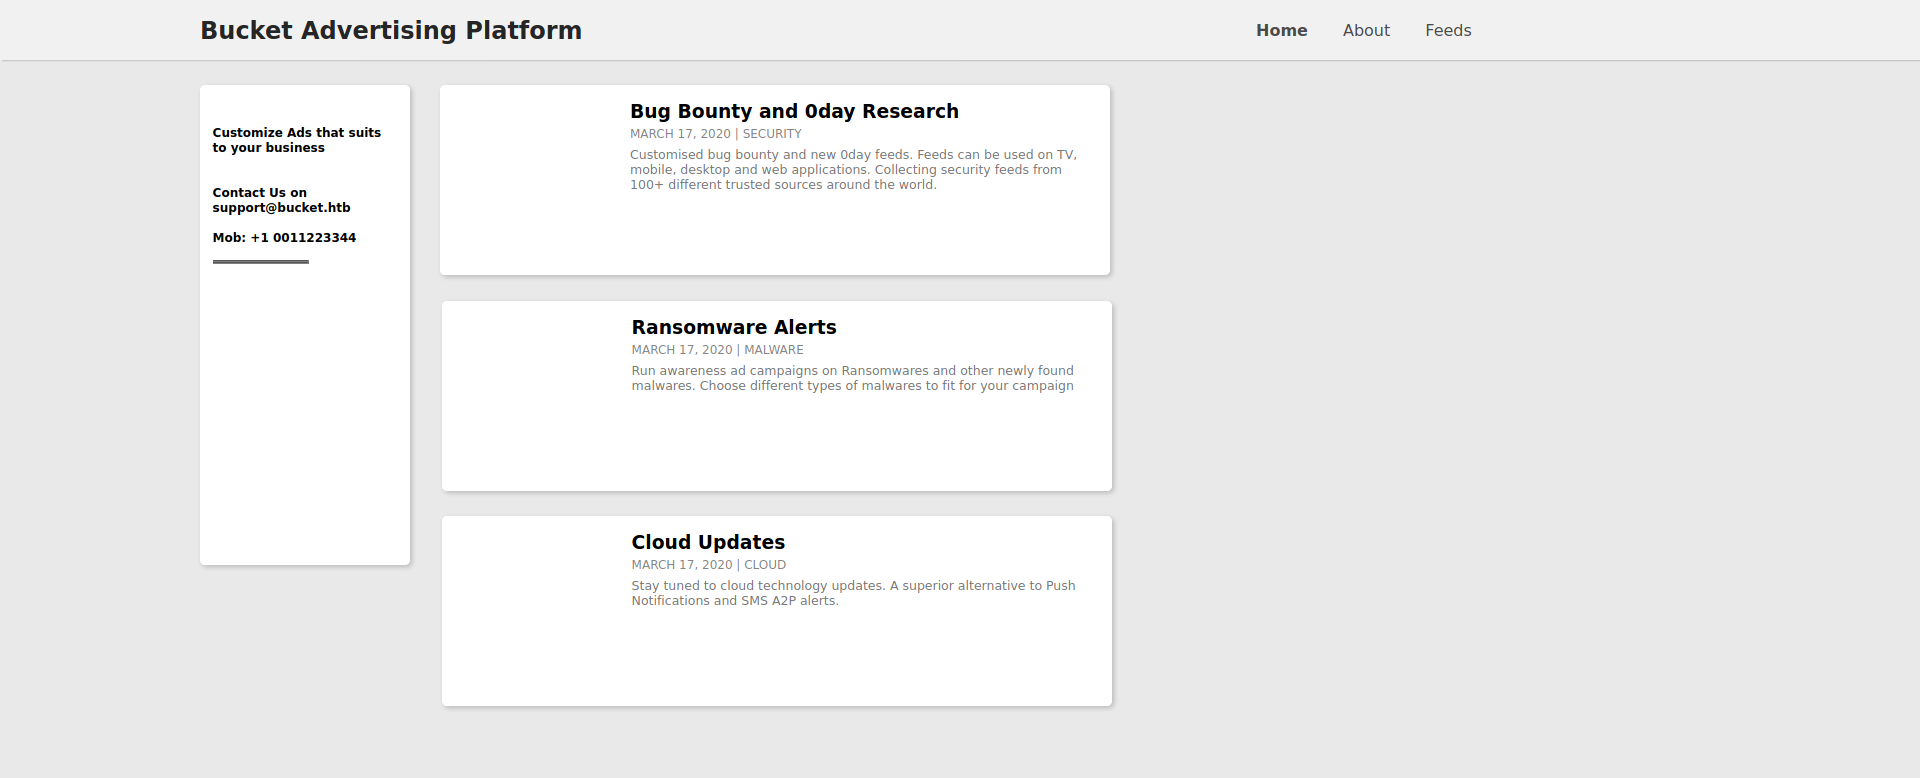 Bucket Advertising Platform
Home About Feeds
Customize Ads that suits
to your business
Contact Us on
support@bucket.htb
Mob: +1 0011223344
Bug Bounty and 0day Research
MARCH 17, 2020 | SECURITY
Customised bug bounty and new 0day feeds. Feeds can be used on TV,
mobile, desktop and web applications. Collecting security feeds from
100+ different trusted sources around the world.
Ransomware Alerts
MARCH 17, 2020 | MALWARE
Run awareness ad campaigns on Ransomwares and other newly found
malwares. Choose different types of malwares to fit for your campaign
Cloud Updates
MARCH 17, 2020 | CLOUD
Stay tuned to cloud technology updates. A superior alternative to Push
Notifications and SMS A2P alerts.